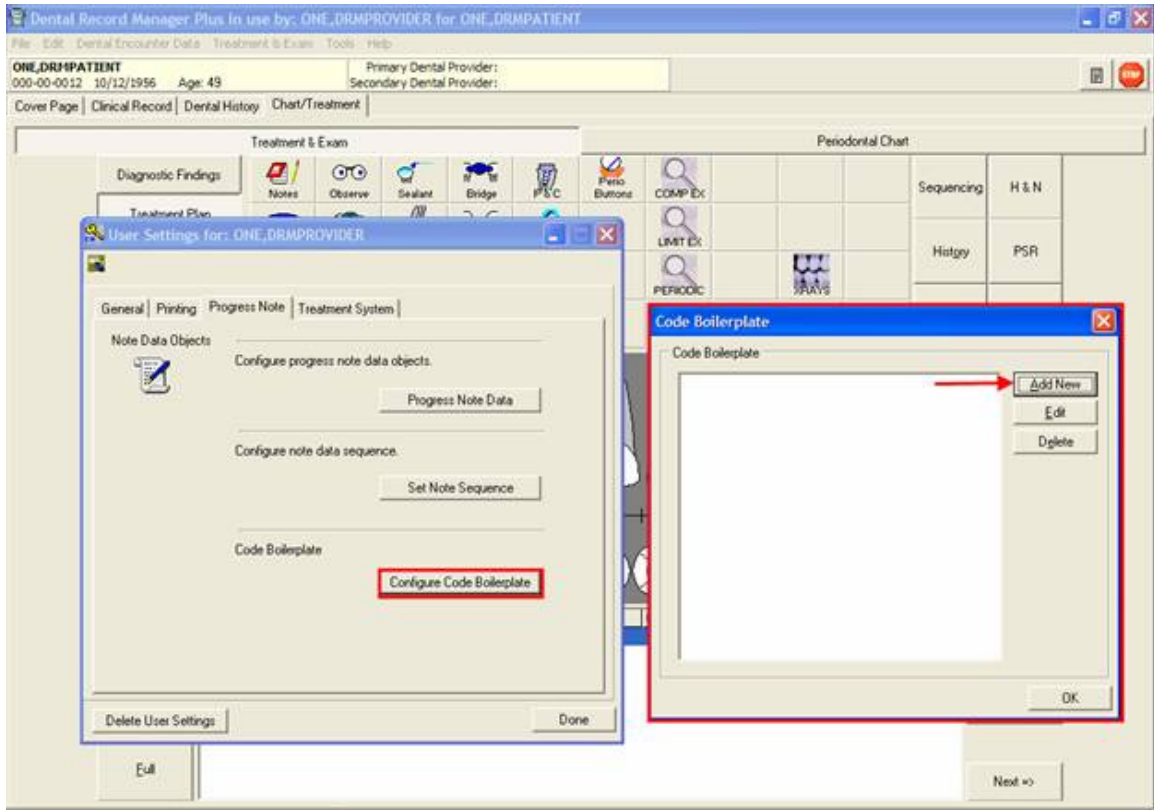 Dental Record Manager Plus in use by: ONE,DRMPROVIDER for ONE,DRMPATIENT
File Edit Dental Encounter Data Treatment & Exam Tools Help
ONE,DRMPATIENT
Primary Dental Provider:
000-00-0012 10/12/1956 Age: 49
Secondary Dental Provider:
STOP
Cover Page Clinical Record Dental History Chart/Treatment
Treatment & Exam
Periodontal Chart
Diagnostic Findings
Notes
Observe
Sealant
Bridge
P & C
Perio Buttons
COMP EX
Sequencing
H & N
Treatment Plan
LIMIT EX
History
PSR
PERIODIC
XRAYS
User Settings for: ONE,DRMPROVIDER
General Printing Progress Note Treatment System
Note Data Objects
Configure progress note data objects.
Progress Note Data
Configure note data sequence.
Set Note Sequence
Code Boilerplate
Configure Code Boilerplate
Delete User Settings
Done
Code Boilerplate
Code Boilerplate
Add New
Edit
Delete
OK
Full
Next =>